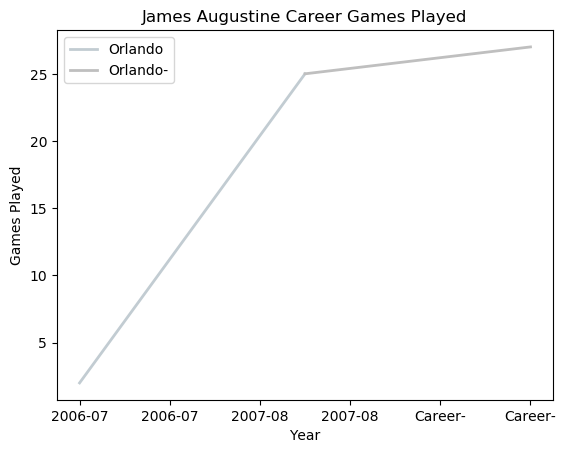 James Augustine Career Games Played
Orlando
Orlando-
25
20
15
10
5
Games Played
2006-07 2006-07 2007-08 2007-08 Career- Career-
Year